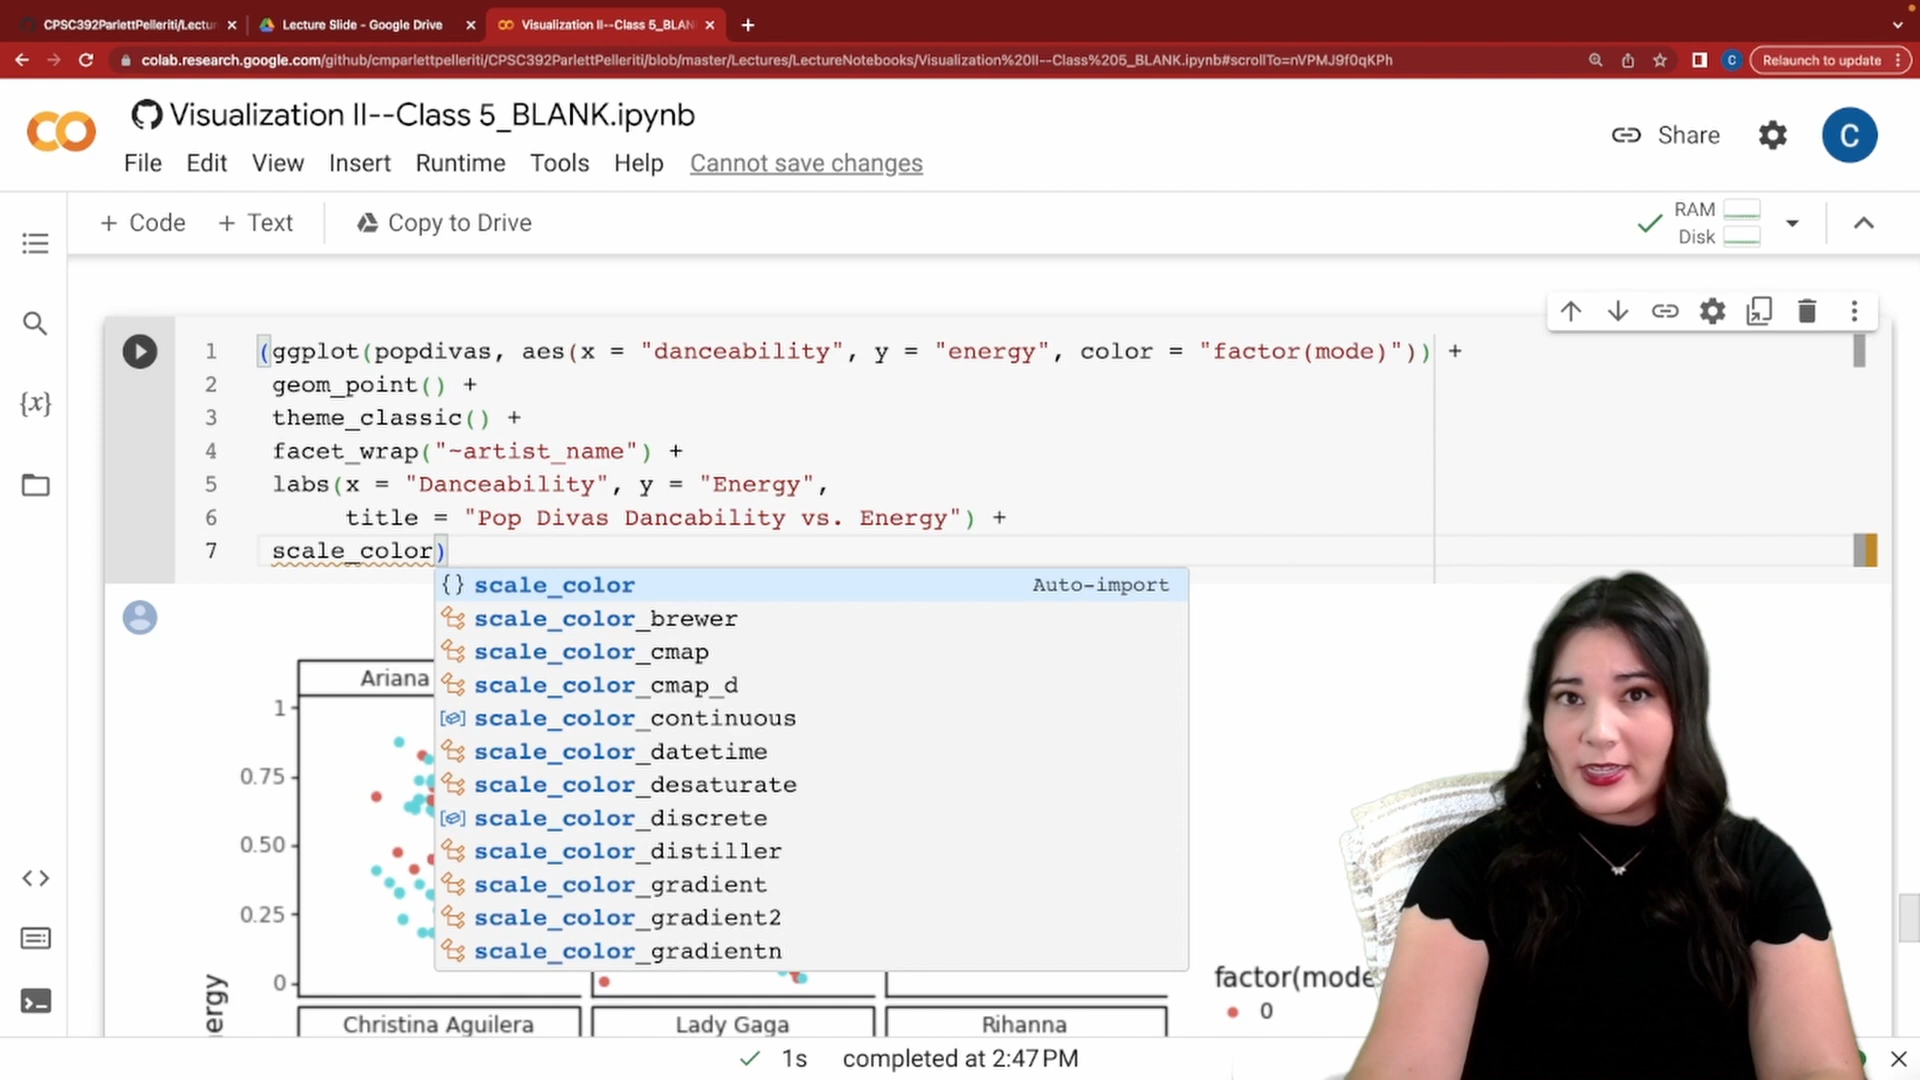 CPSC392ParlettPelleriti/Lectur
Lecture Slide - Google Drive
Visualization II--Class 5_BLAN
colab.research.google.com/github/cmparlettpelleriti/CPSC392ParlettPelleriti/blob/master/Lectures/LectureNotebooks/Visualization%20II--Class%205_BLANK.ipynb#scrollTo=nVPMJ9f0qKPh
C
Relaunch to update
CO
Visualization II--Class 5_BLANK.ipynb
File Edit View Insert Runtime Tools Help Cannot save changes
Share
C
+ Code + Text Copy to Drive
RAM
Disk
{x}
1 (ggplot(popdivas, aes(x = "danceability", y = "energy", color = "factor(mode)")) +
2 geom_point() +
3 theme_classic() +
4 facet_wrap("~artist_name") +
5 labs(x = "Danceability", y = "Energy",
6 title = "Pop Divas Dancability vs. Energy") +
7 scale_color)
{} scale_color Auto-import
scale_color_brewer
scale_color_cmap
scale_color_cmap_d
scale_color_continuous
scale_color_datetime
scale_color_desaturate
scale_color_discrete
scale_color_distiller
scale_color_gradient
scale_color_gradient2
scale_color_gradientn
Ariana
1
0.75
0.50
0.25
0
ergy
factor(mode
0
Christina Aguilera
Lady Gaga
Rihanna
1s completed at 2:47 PM